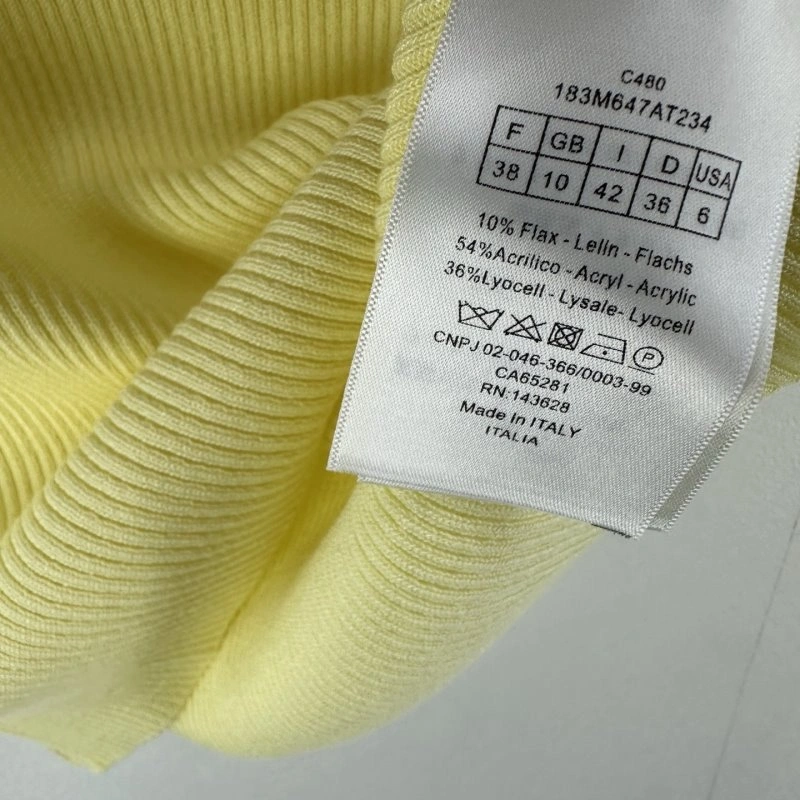 C480
183M647AT234
F GB I D USA
38 10 42 36 6
10% Flax - Lelin - Flachs
54%Acrilico - Acryl - Acrylic
36%Lyocell - Lysale- Lyocell
P
CNPJ 02-046-366/0003-99
CA65281
RN:143628
Made In ITALY
ITALIA